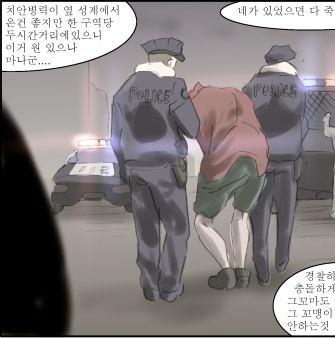 치안병력이 옆 성계에서
온건 좋지만 한 구역당
두시간거리에있으니
이거 원 있으나
마나군....
네가 있었으면 다 죽
POLICE
POLICE
경찰하
충돌하게
그꼬마도
그 꼬맹이
안하는것